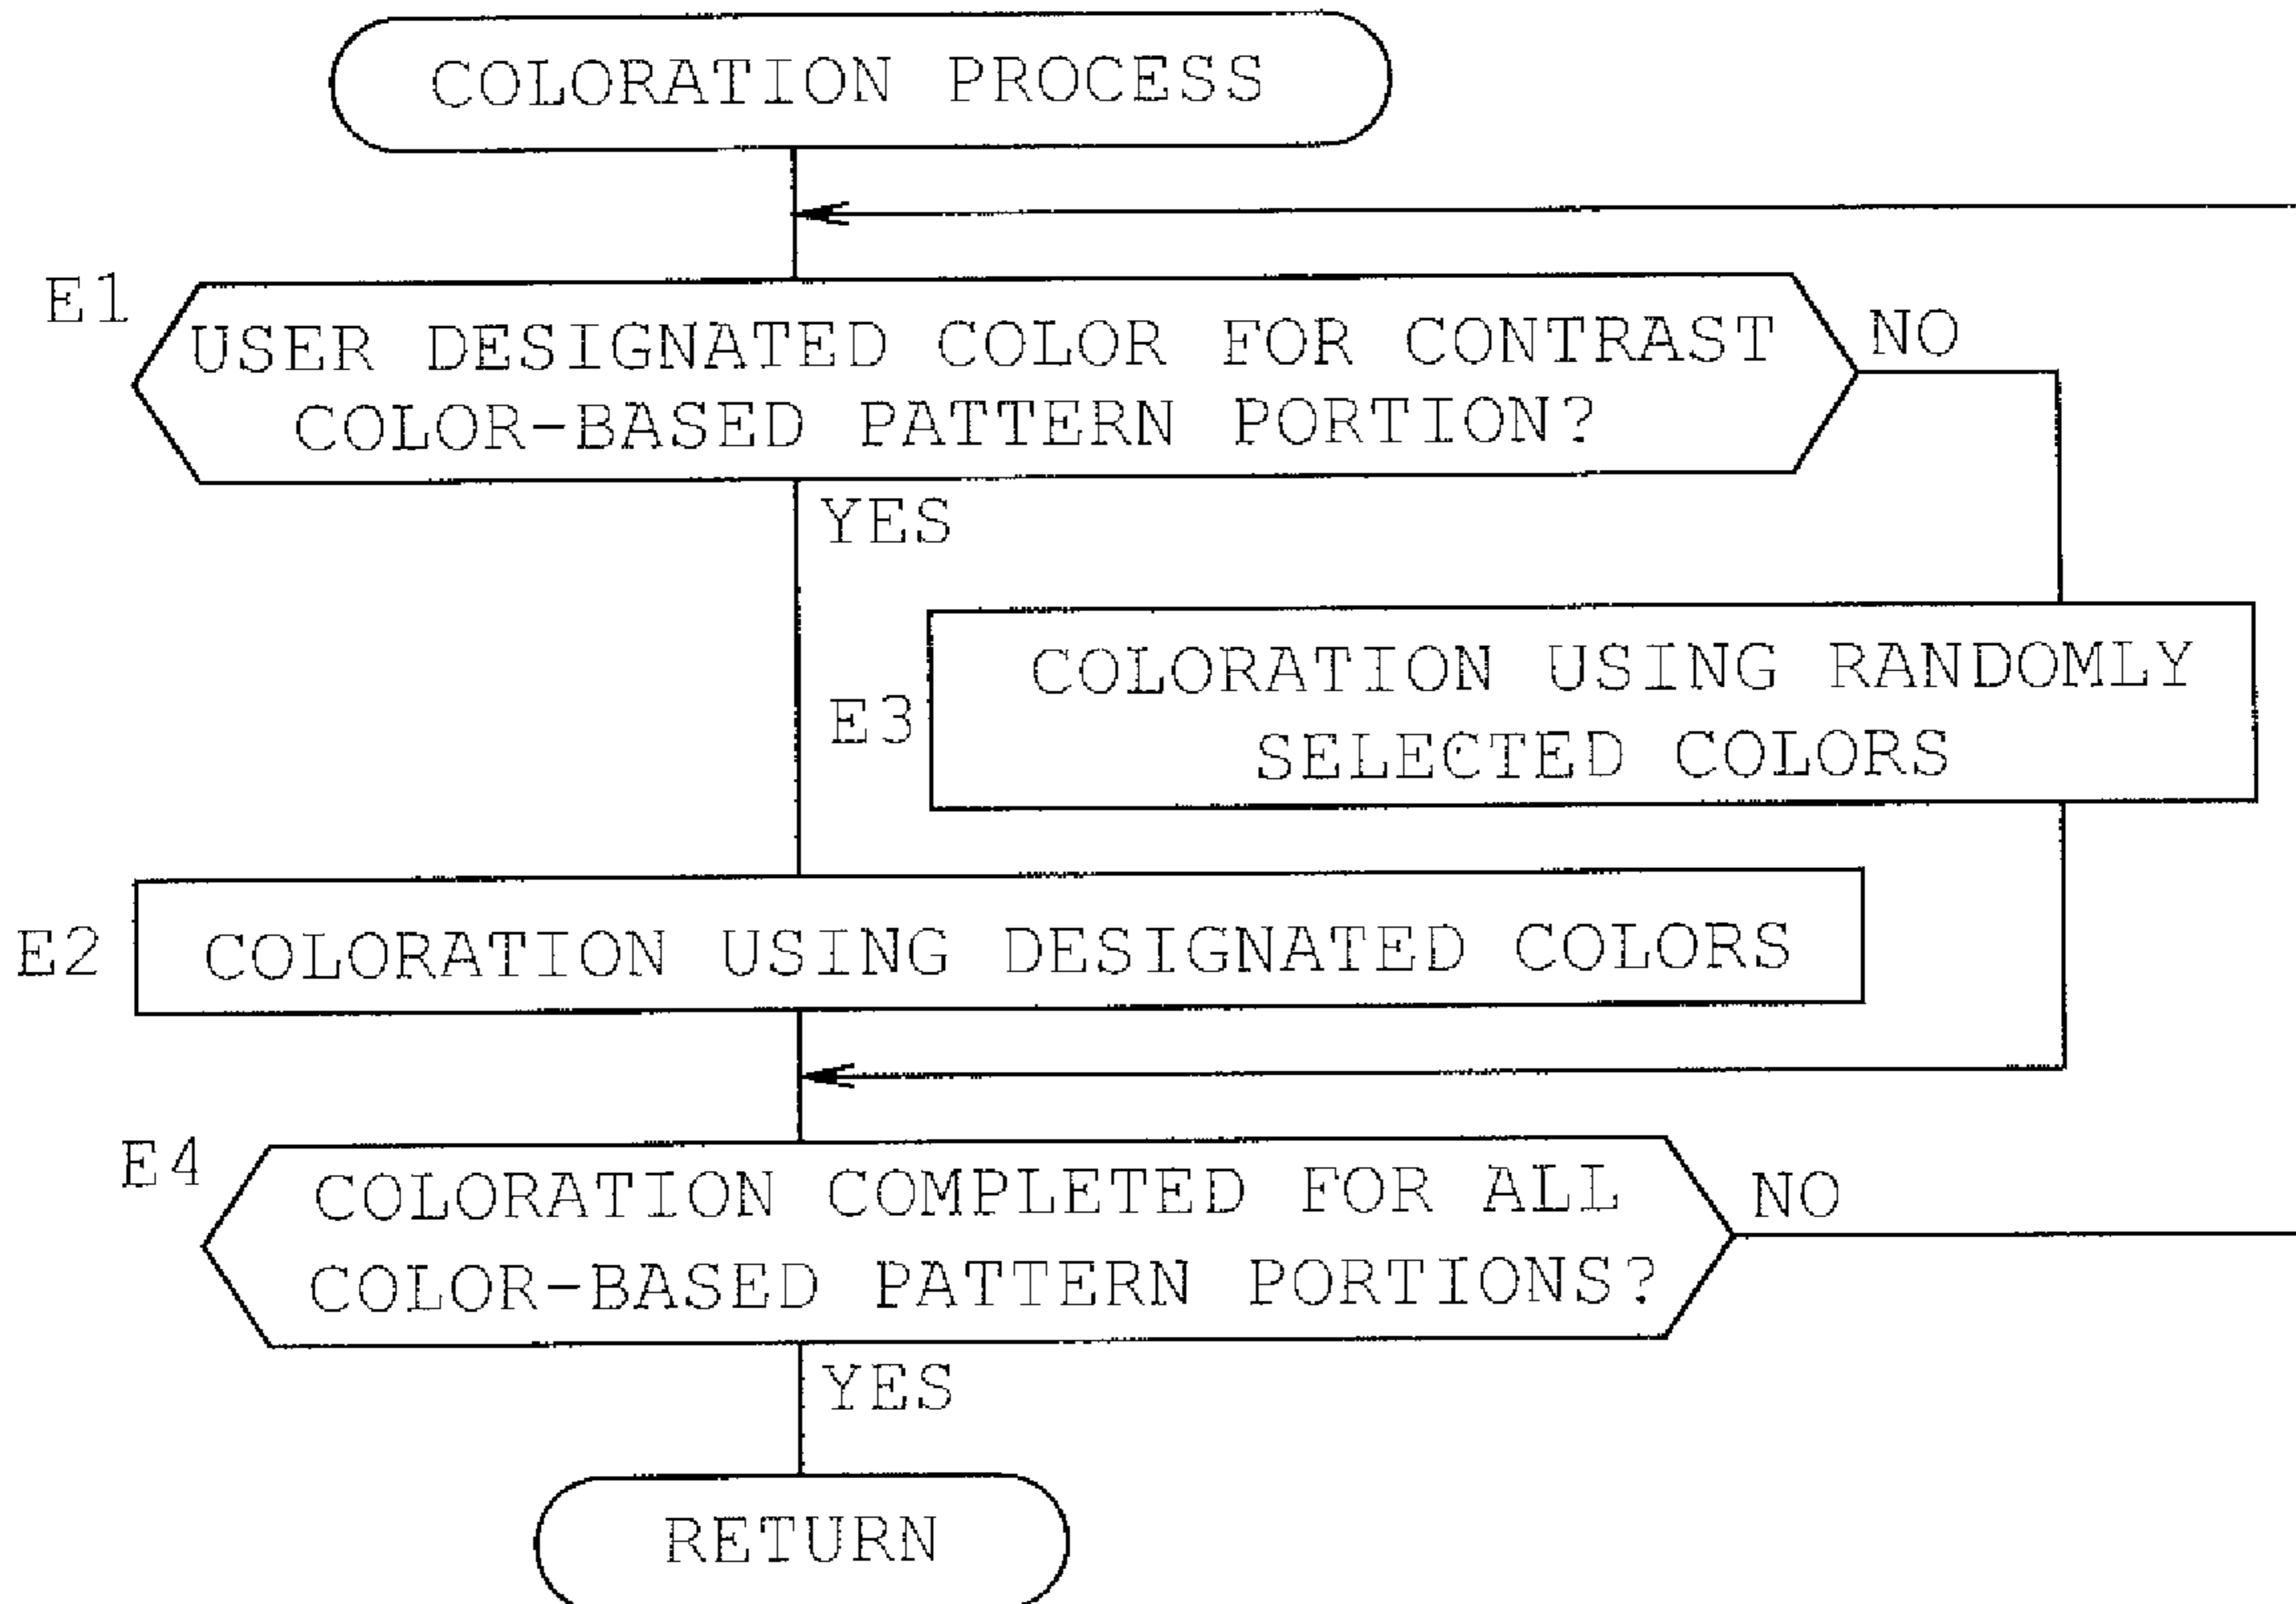 COLORATION PROCESS
E1
USER DESIGNATED COLOR FOR CONTRAST
COLOR-BASED PATTERN PORTION?
NO
YES
E3
COLORATION USING RANDOMLY
SELECTED COLORS
E2
COLORATION USING DESIGNATED COLORS
E4
COLORATION COMPLETED FOR ALL
COLOR-BASED PATTERN PORTIONS?
NO
YES
RETURN